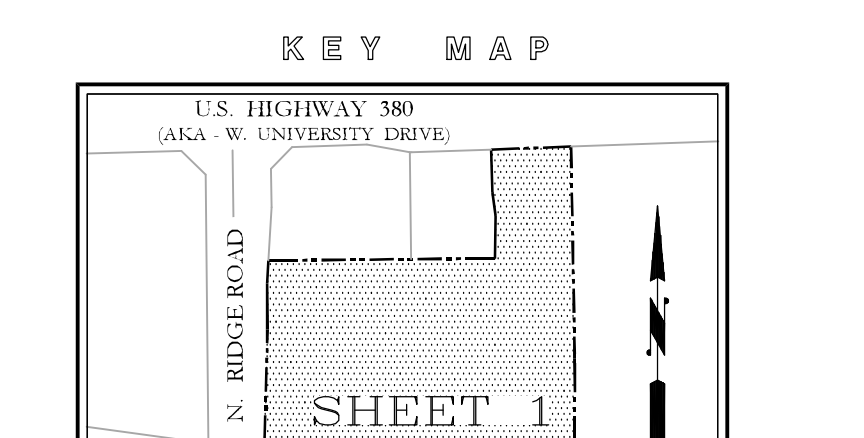 KEY MAP
U.S. HIGHWAY 380
(AKA - W. UNIVERSITY DRIVE)
N. RIDGE ROAD
N
SHEET 1